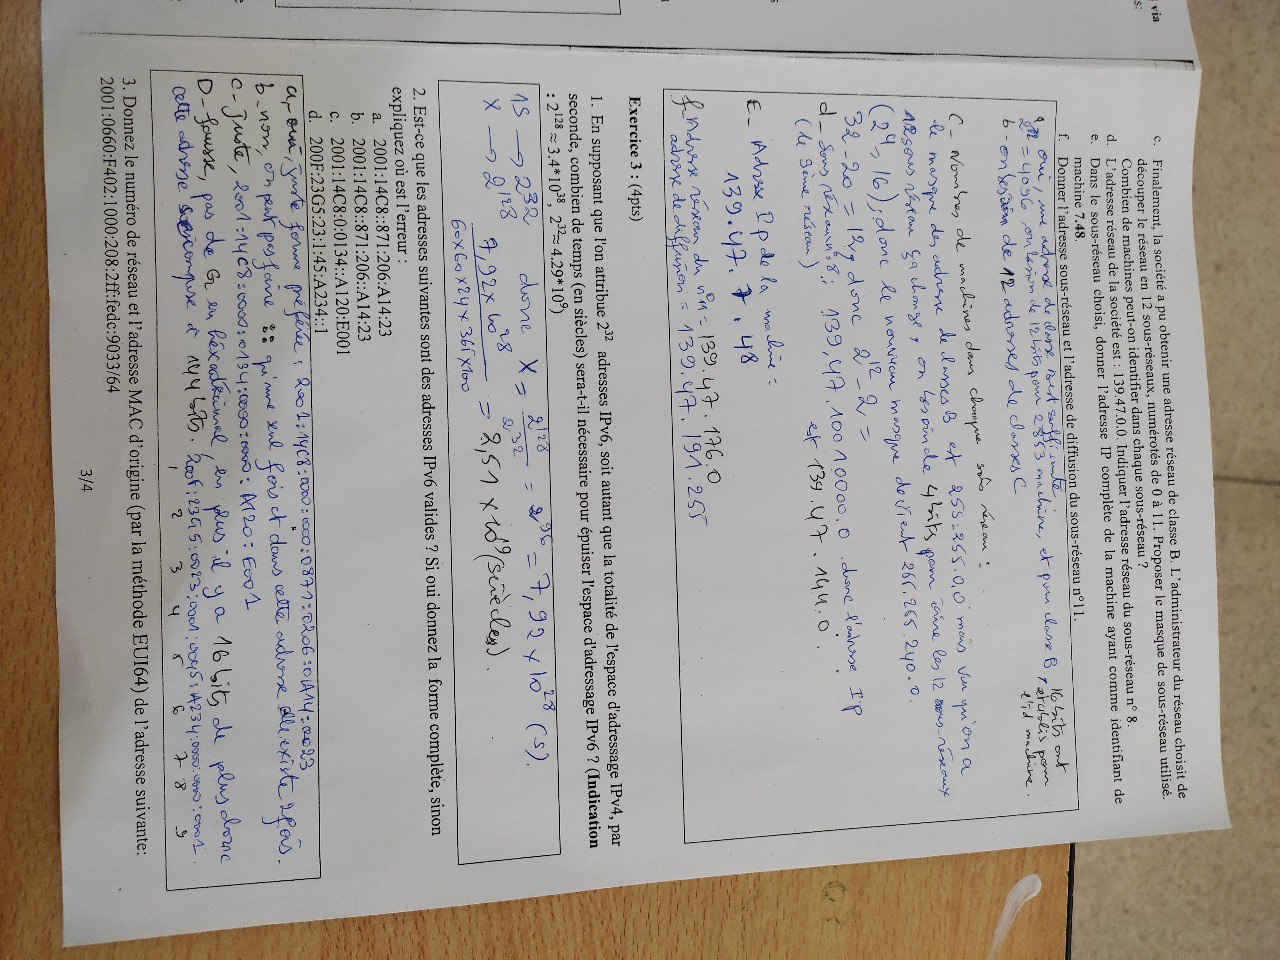 via
s:
c. Finalement, la société a pu obtenir une adresse réseau de classe B. L'administrateur du réseau choisit de
découper le réseau en 12 sous-réseaux, numérotés de 0 à 11. Proposer le masque de sous-réseau utilisé.
Combien de machines peut-on identifier dans chaque sous-réseau ?
d. L'adresse réseau de la société est : 139.47.0.0. Indiquer l'adresse réseau du sous-réseau n° 8.
e. Dans le sous-réseau choisi, donner l'adresse IP complète de la machine ayant comme identifiant de
machine 7.48.
f. Donner l'adresse sous-réseau et l'adresse de diffusion du sous-réseau n°11.
a oui, une adresse de classe B est suffisante,
2^12 = 4096, on besion de 12 bits pour 2853 machine, et pour classe B, 16 bits ont
etablis pour
l'id machine.
b - on besoin de 12 adresses de classes C
C - Nombres de machines dans chaque sous réseau :
le masque des adresse de classes B est 255.255.0.0 mais vu qu'on a
12 sous réseau ça change, on besoin de 4 bits pour faire les 12 sous-réseaux
(2^4 = 16); donc le nouveau masque devient 255.255.240.0.
32-20 = 12, donc 2^12 - 2 =
d - Sous réseau n°8 : 139.47.10010000.0 donc l'adresse Ip
(le 9ème réseau) est 139.47.144.0.
E - Adresse Ip de la machine =
139.47.7.48
f - Adresse réseau du n°11 = 139.47.176.0
adresse de diffusion = 139.47.191.255
Exercice 3 : (4pts)
1. En supposant que l'on attribue 2^32 adresses IPv6, soit autant que la totalité de l'espace d'adressage IPv4, par
seconde, combien de temps (en siècles) sera-t-il nécessaire pour épuiser l'espace d'adressage IPv6 ? (Indication
: 2^128 ≈ 3.4*10^38, 2^32≈ 4.29*10^9)
1S → 2^32 donc X = 2^128 / 2^32 = 2^96 = 7,92 x 10^28 (s).
X → 2^128
7,92 x 10^28 / 60x60x24x365x100 = 2,51 x 10^19 (siècles).
2. Est-ce que les adresses suivantes sont des adresses IPv6 valides ? Si oui donnez la forme complète, sinon
expliquez où est l'erreur :
a. 2001:14C8::871:206:A14:23
b. 2001:14C8::871:206::A14:23
c. 2001:14C8:0:0134::A120:E001
d. 200F:23G5:23:1:45:A234::1
a - oui, juste forme préférée : 2001:14C8:0000:0000:0871:0206:0A14:0023
b - non, on peut pas faire :: qu'une seul fois et dans cette adresse elle existe 2 fois.
C - Juste, 2001:14C8:0000:0134:0000:0000:A120:E001
D - fausse, pas de G en héxadécimal, en plus il y a 16 bits de plus donc
cette adresse se compose d 144 bits. 200F:23G5:0023:0001:0045:A234:0000:0000:0001.
1 2 3 4 5 6 7 8 9
3. Donnez le numéro de réseau et l'adresse MAC d'origine (par la méthode EUI64) de l'adresse suivante:
2001:0660:F402:1000:208:2ff:fedc:9033/64
3/4